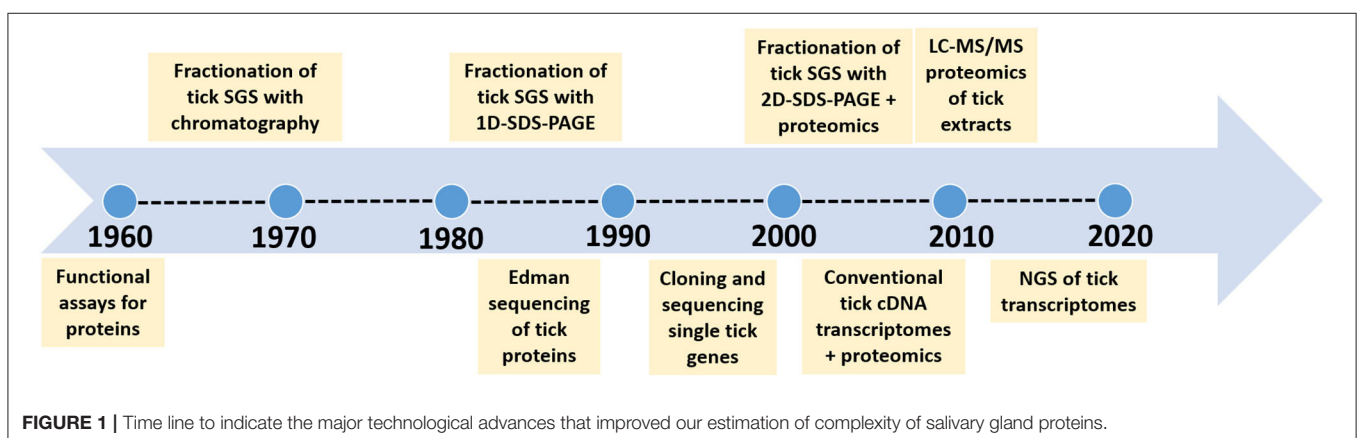 Fractionation of
tick SGS with
chromatography
Fractionation of
tick SGS with
1D-SDS-PAGE
Fractionation of
tick SGS with
2D-SDS-PAGE +
proteomics
LC-MS/MS
proteomics
of tick
extracts
1960
1970
1980
1990
2000
2010
2020
Functional
assays for
proteins
Edman
sequencing
of tick
proteins
Cloning and
sequencing
single tick
genes
Conventional
tick cDNA
transcriptomes
+ proteomics
NGS of tick
transcriptomes
FIGURE 1 | Time line to indicate the major technological advances that improved our estimation of complexity of salivary gland proteins.